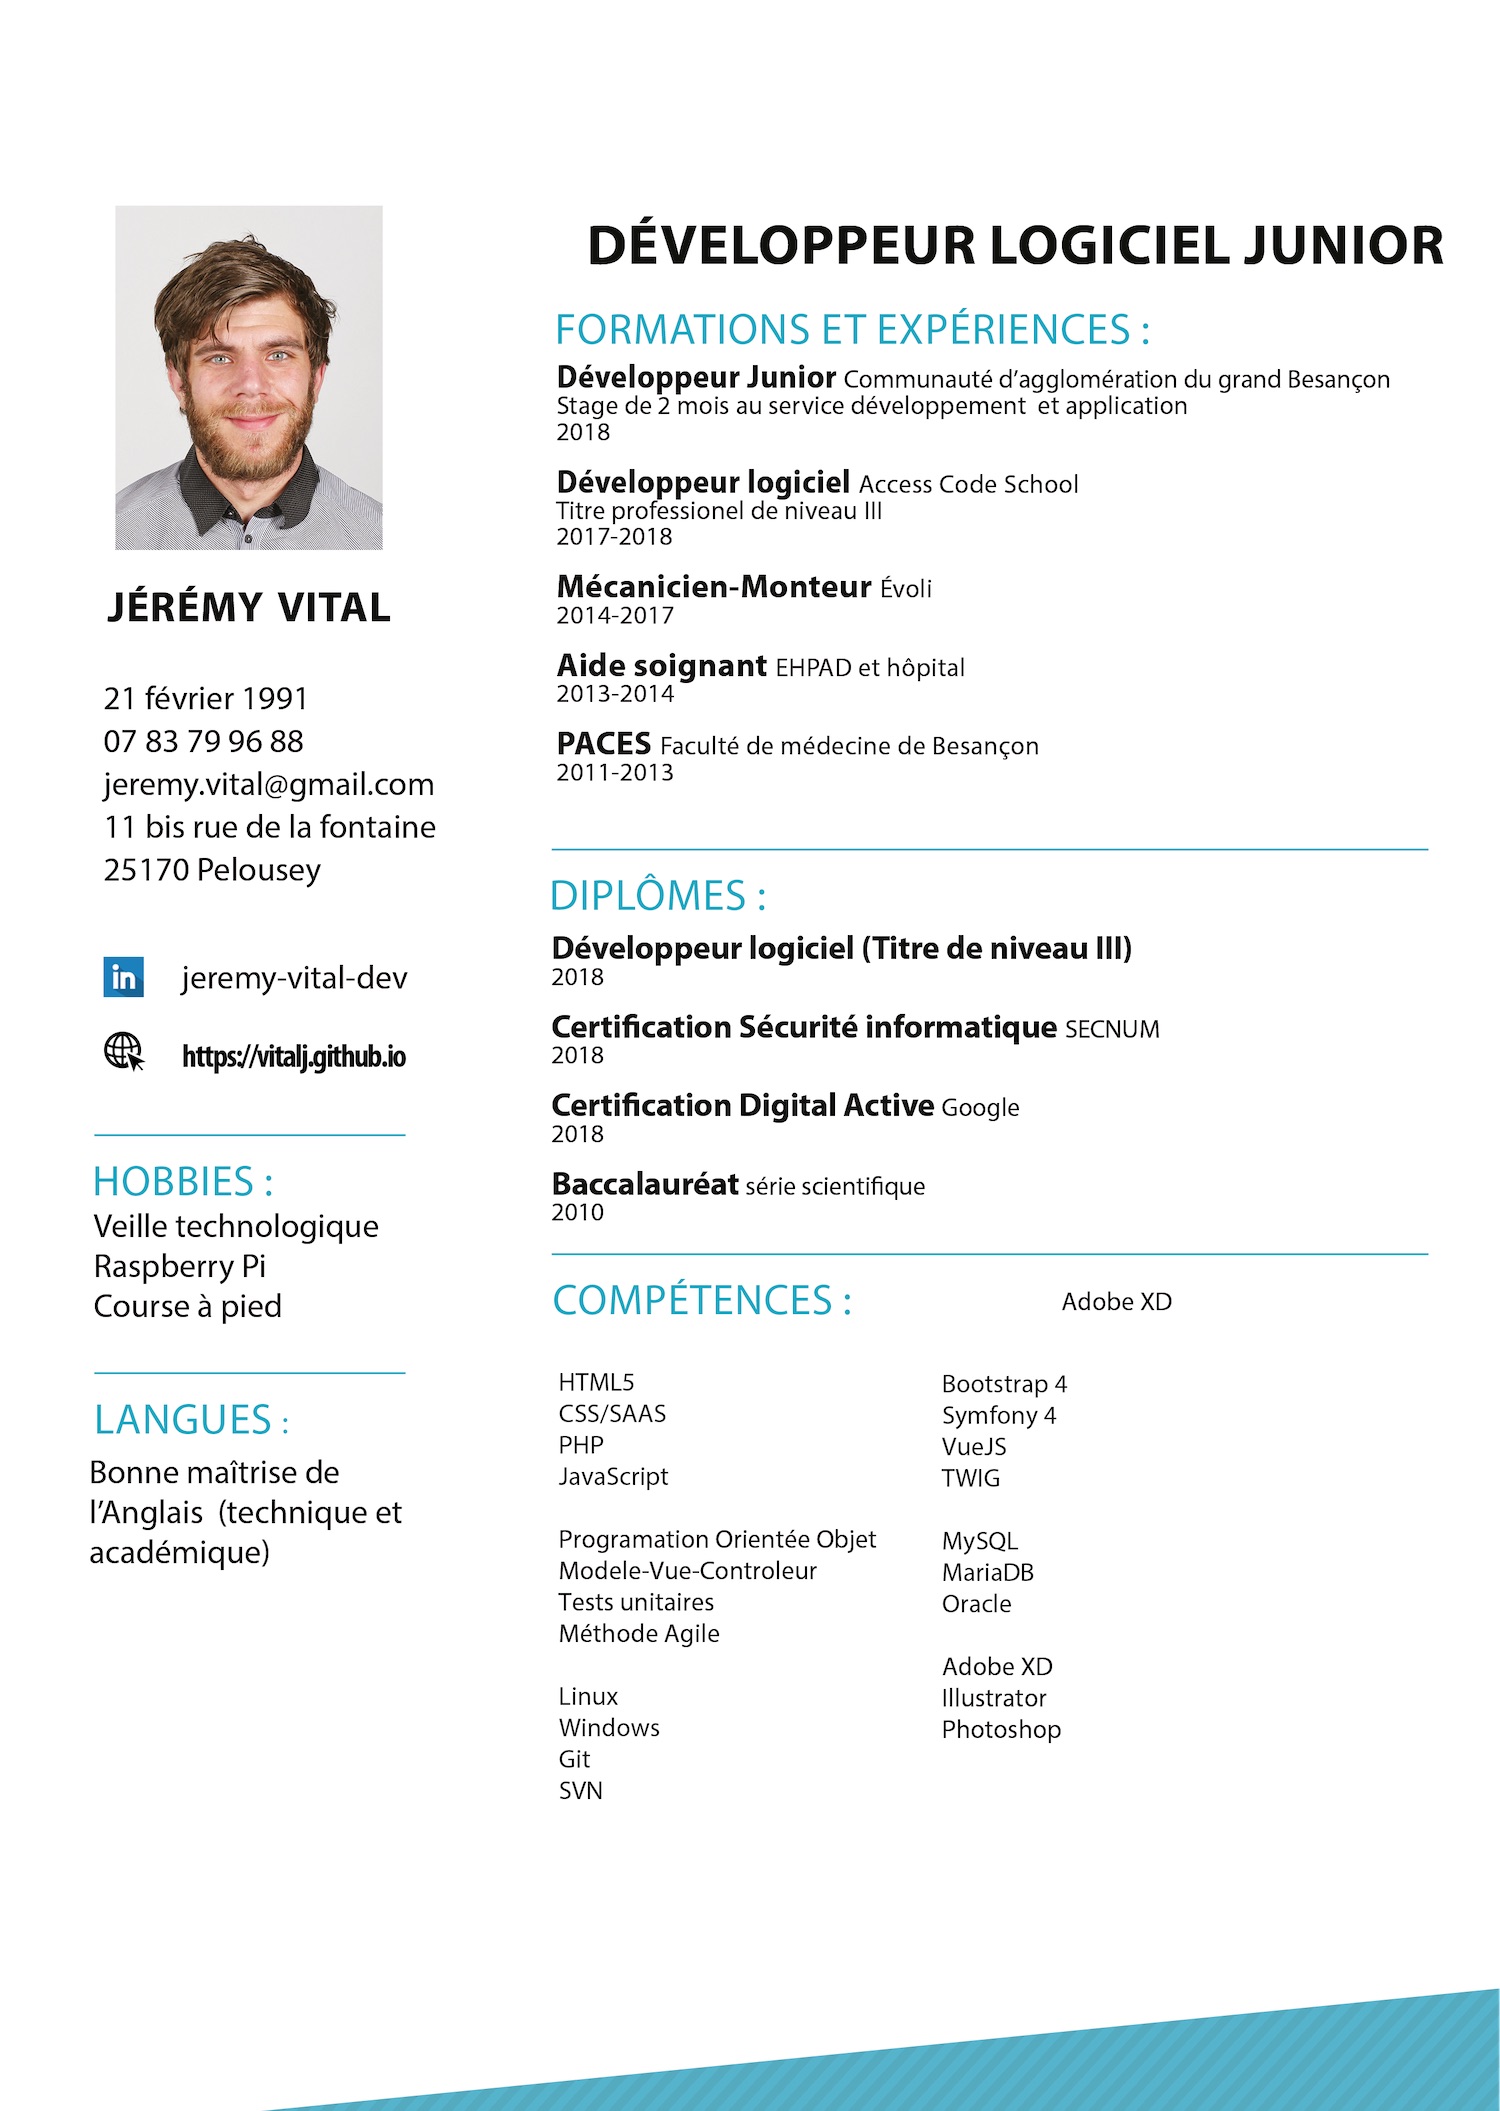 DÉVELOPPEUR LOGICIEL JUNIOR
JÉRÉMY VITAL
21 février 1991
07 83 79 96 88
jeremy.vital@gmail.com
11 bis rue de la fontaine
25170 Pelousey
in jeremy-vital-dev
https://vitalj.github.io
HOBBIES :
Veille technologique
Raspberry Pi
Course à pied
LANGUES :
Bonne maîtrise de
l’Anglais (technique et
académique)
FORMATIONS ET EXPÉRIENCES :
Développeur Junior Communauté d’agglomération du grand Besançon
Stage de 2 mois au service développement et application
2018
Développeur logiciel Access Code School
Titre professionel de niveau III
2017-2018
Mécanicien-Monteur Évoli
2014-2017
Aide soignant EHPAD et hôpital
2013-2014
PACES Faculté de médecine de Besançon
2011-2013
DIPLÔMES :
Développeur logiciel (Titre de niveau III)
2018
Certification Sécurité informatique SECNUM
2018
Certification Digital Active Google
2018
Baccalauréat série scientifique
2010
COMPÉTENCES :
Adobe XD
HTML5
CSS/SAAS
PHP
JavaScript
Programation Orientée Objet
Modele-Vue-Controleur
Tests unitaires
Méthode Agile
Linux
Windows
Git
SVN
Bootstrap 4
Symfony 4
VueJS
TWIG
MySQL
MariaDB
Oracle
Adobe XD
Illustrator
Photoshop